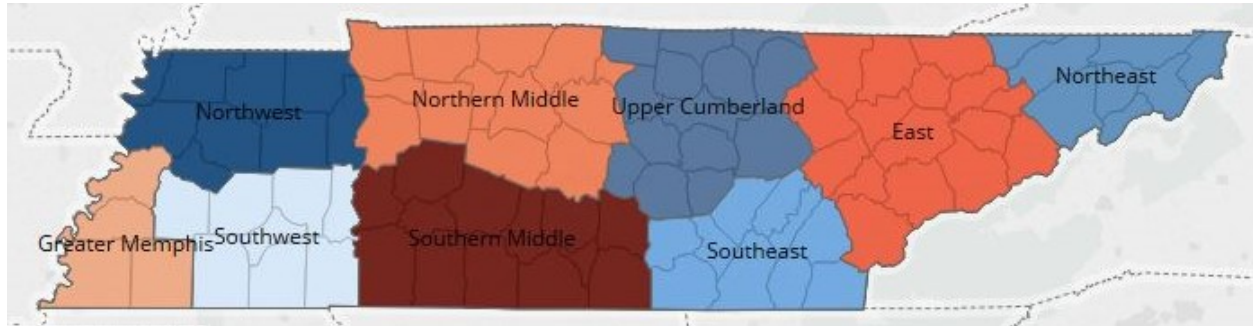 Northwest
Northern Middle
Upper Cumberland
East
Northeast
Greater Memphis
Southwest
Southern Middle
Southeast